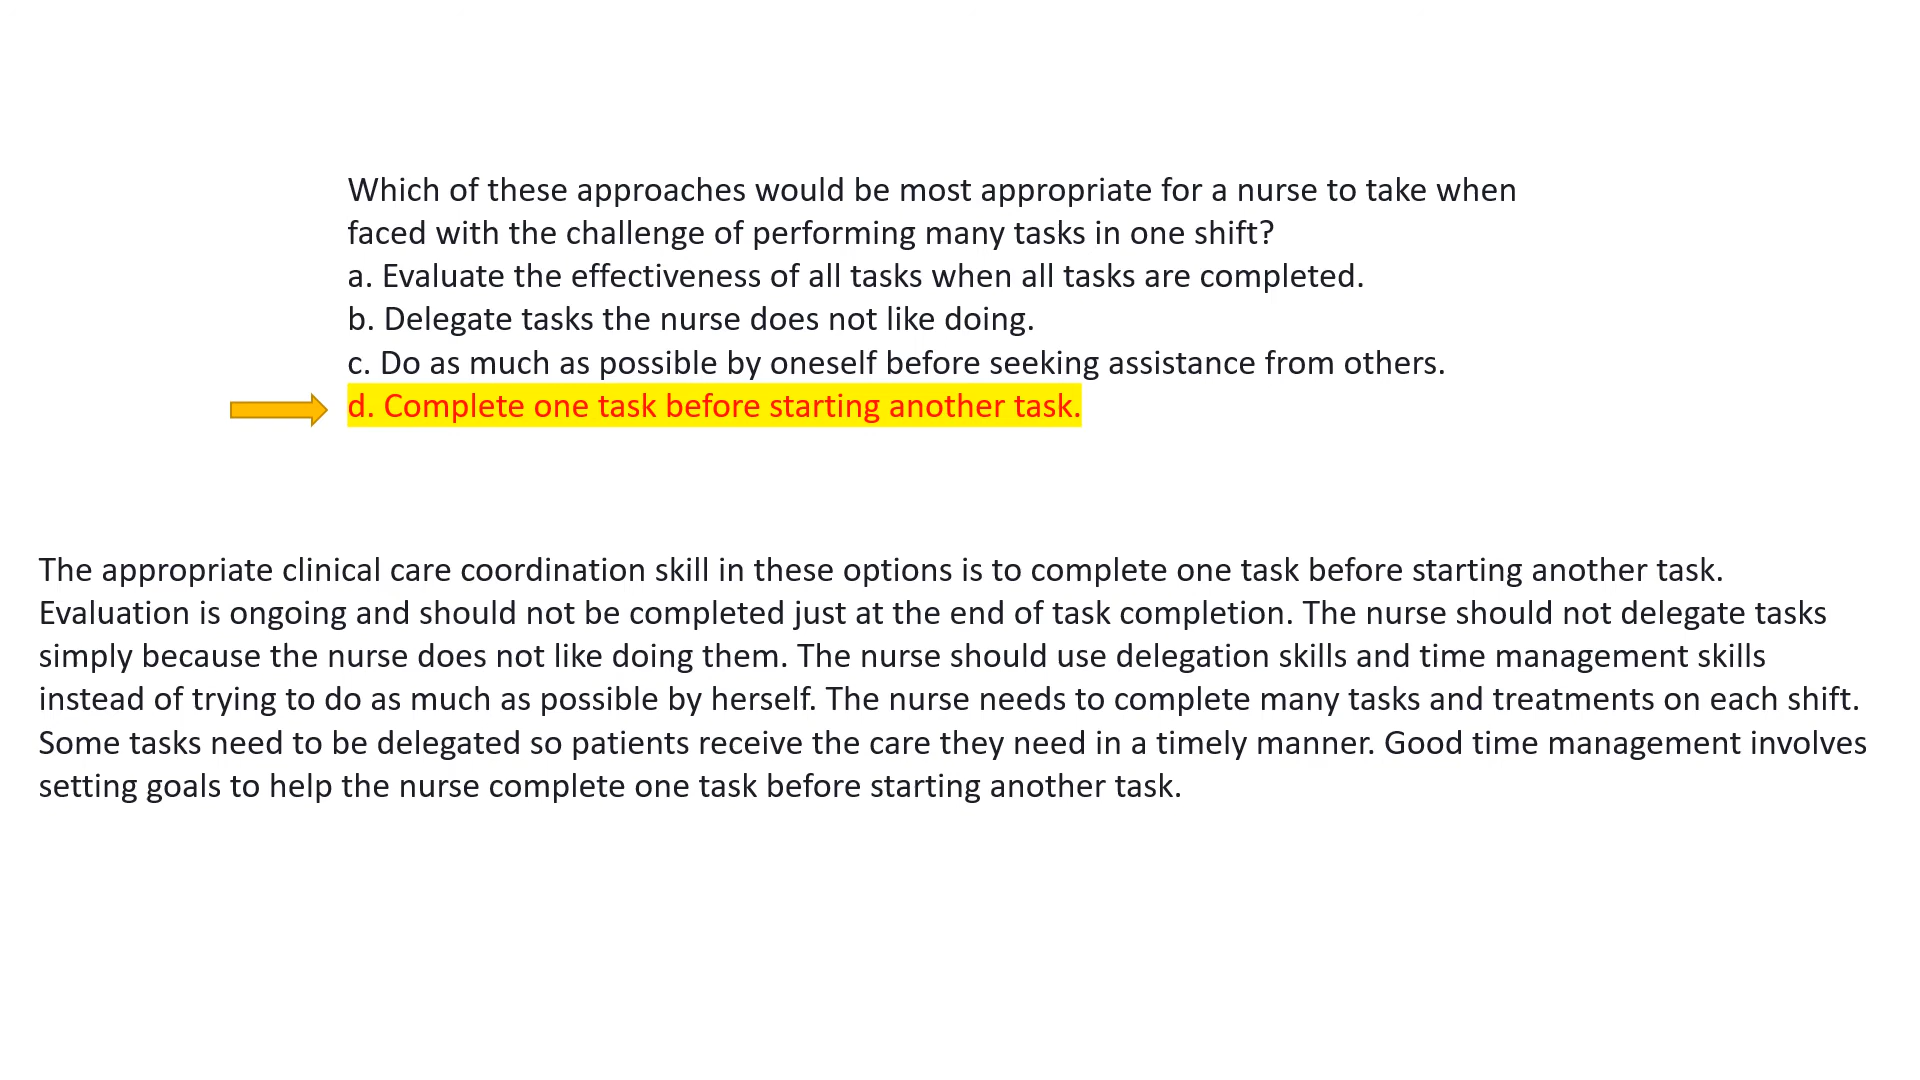 Which of these approaches would be most appropriate for a nurse to take when
faced with the challenge of performing many tasks in one shift?
a. Evaluate the effectiveness of all tasks when all tasks are completed.
b. Delegate tasks the nurse does not like doing.
c. Do as much as possible by oneself before seeking assistance from others.
d. Complete one task before starting another task.
The appropriate clinical care coordination skill in these options is to complete one task before starting another task.
Evaluation is ongoing and should not be completed just at the end of task completion. The nurse should not delegate tasks
simply because the nurse does not like doing them. The nurse should use delegation skills and time management skills
instead of trying to do as much as possible by herself. The nurse needs to complete many tasks and treatments on each shift.
Some tasks need to be delegated so patients receive the care they need in a timely manner. Good time management involves
setting goals to help the nurse complete one task before starting another task.